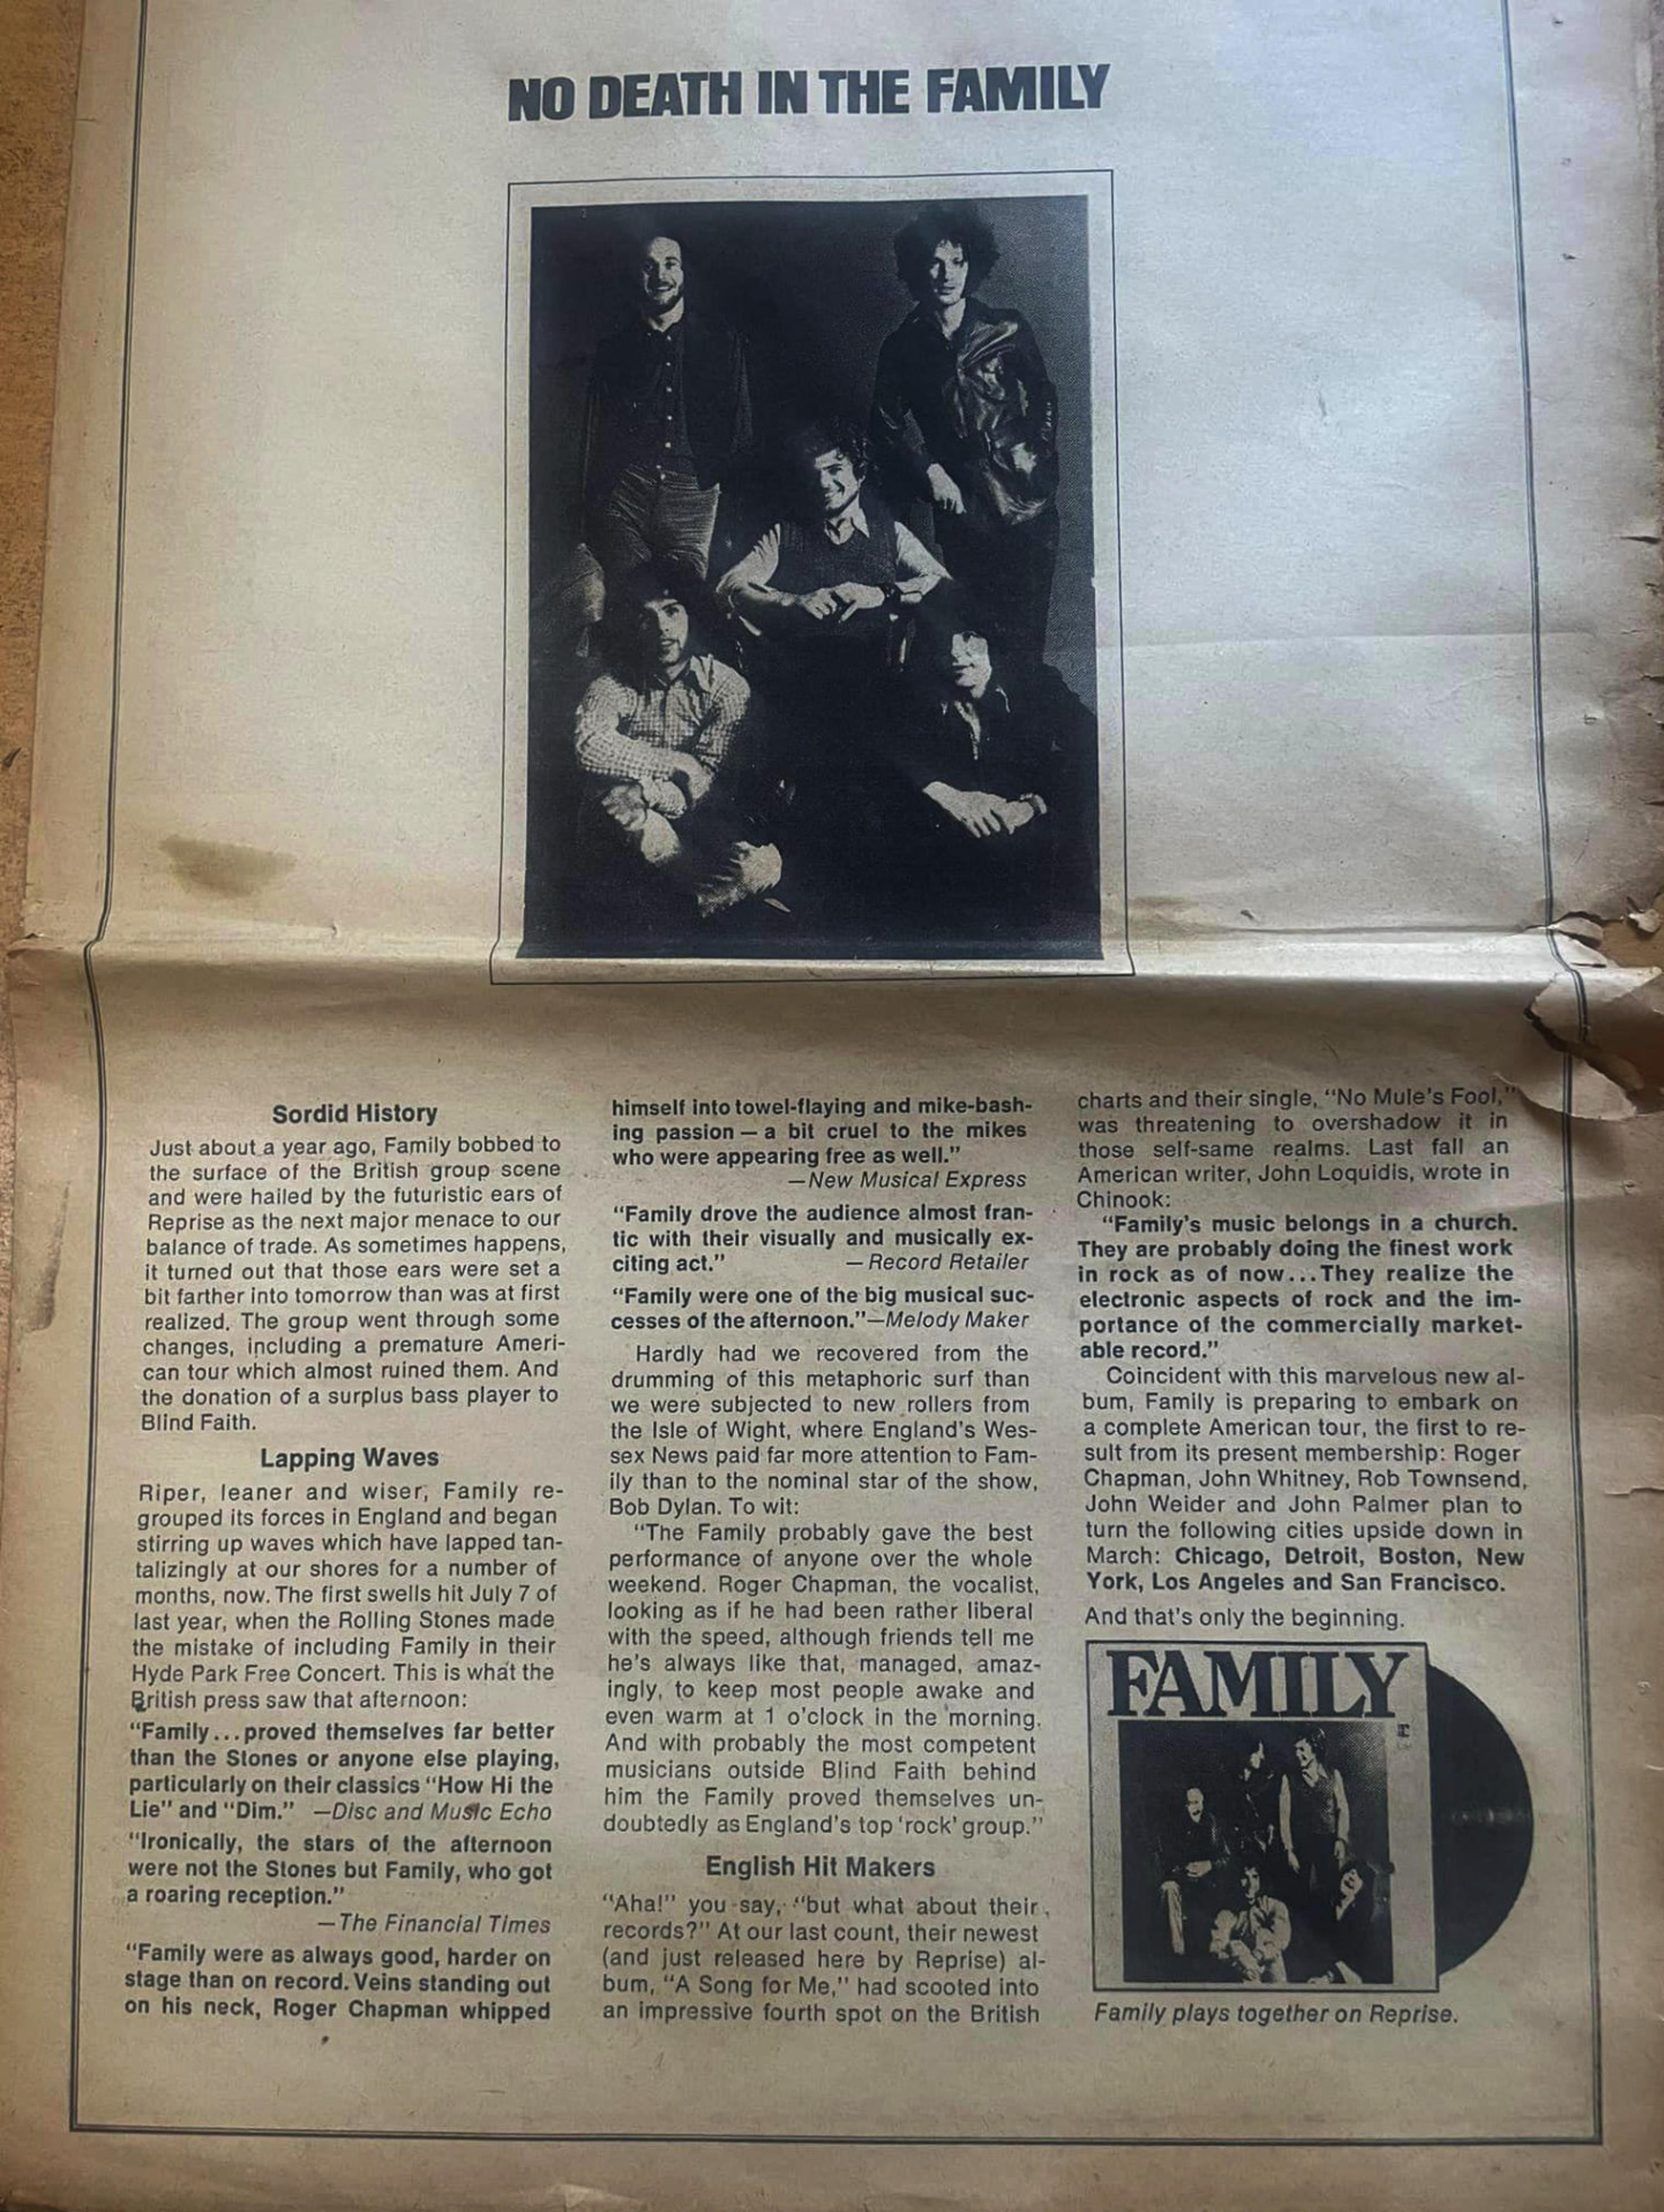 NO DEATH IN THE FAMILY
Sordid History
Just about a year ago, Family bobbed to
the surface of the British group scene
and were hailed by the futuristic ears of
Reprise as the next major menace to our
balance of trade. As sometimes happens,
it turned out that those ears were set a
bit farther into tomorrow than was at first
realized. The group went through some
changes, including a premature Ameri-
can tour which almost ruined them. And
the donation of a surplus bass player to
Blind Faith.
Lapping Waves
Riper, leaner and wiser, Family re-
grouped its forces in England and began
stirring up waves which have lapped tan-
talizingly at our shores for a number of
months, now. The first swells hit July 7 of
last year, when the Rolling Stones made
the mistake of including Family in their
Hyde Park Free Concert. This is what the
British press saw that afternoon:
"Family...proved themselves far better
than the Stones or anyone else playing,
particularly on their classics "How Hi the
Lie" and "Dim." —Disc and Music Echo
"Ironically, the stars of the afternoon
were not the Stones but Family, who got
a roaring reception."
—The Financial Times
"Family were as always good, harder on
stage than on record. Veins standing out
on his neck, Roger Chapman whipped
himself into towel-flaying and mike-bash-
ing passion — a bit cruel to the mikes
who were appearing free as well."
—New Musical Express
"Family drove the audience almost fran-
tic with their visually and musically ex-
citing act." — Record Retailer
"Family were one of the big musical suc-
cesses of the afternoon."—Melody Maker
Hardly had we recovered from the
drumming of this metaphoric surf than
we were subjected to new rollers from
the Isle of Wight, where England's Wes-
sex News paid far more attention to Fam-
ily than to the nominal star of the show,
Bob Dylan. To wit:
"The Family probably gave the best
performance of anyone over the whole
weekend. Roger Chapman, the vocalist,
looking as if he had been rather liberal
with the speed, although friends tell me
he's always like that, managed, amaz-
ingly, to keep most people awake and
even warm at 1 o'clock in the morning.
And with probably the most competent
musicians outside Blind Faith behind
him the Family proved themselves un-
doubtedly as England's top 'rock' group."
English Hit Makers
"Aha!" you say, "but what about their
records?" At our last count, their newest
(and just released here by Reprise) al-
bum, "A Song for Me," had scooted into
an impressive fourth spot on the British
charts and their single, "No Mule's Fool,"
was threatening to overshadow it in
those self-same realms. Last fall an
American writer, John Loquidis, wrote in
Chinook:
"Family's music belongs in a church.
They are probably doing the finest work
in rock as of now...They realize the
electronic aspects of rock and the im-
portance of the commercially market-
able record."
Coincident with this marvelous new al-
bum, Family is preparing to embark on
a complete American tour, the first to re-
sult from its present membership: Roger
Chapman, John Whitney, Rob Townsend,
John Weider and John Palmer plan to
turn the following cities upside down in
March: Chicago, Detroit, Boston, New
York, Los Angeles and San Francisco.
And that's only the beginning.
FAMILY
Family plays together on Reprise.